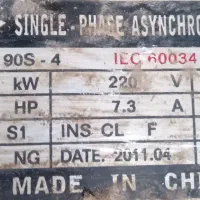 SINGLE-PHASE ASYNCHRO
90S-4 IEC 60034
kW 220 V
HP 7.3 A
S1 INS CL F
NG DATE. 2011.04
MADE IN CHI